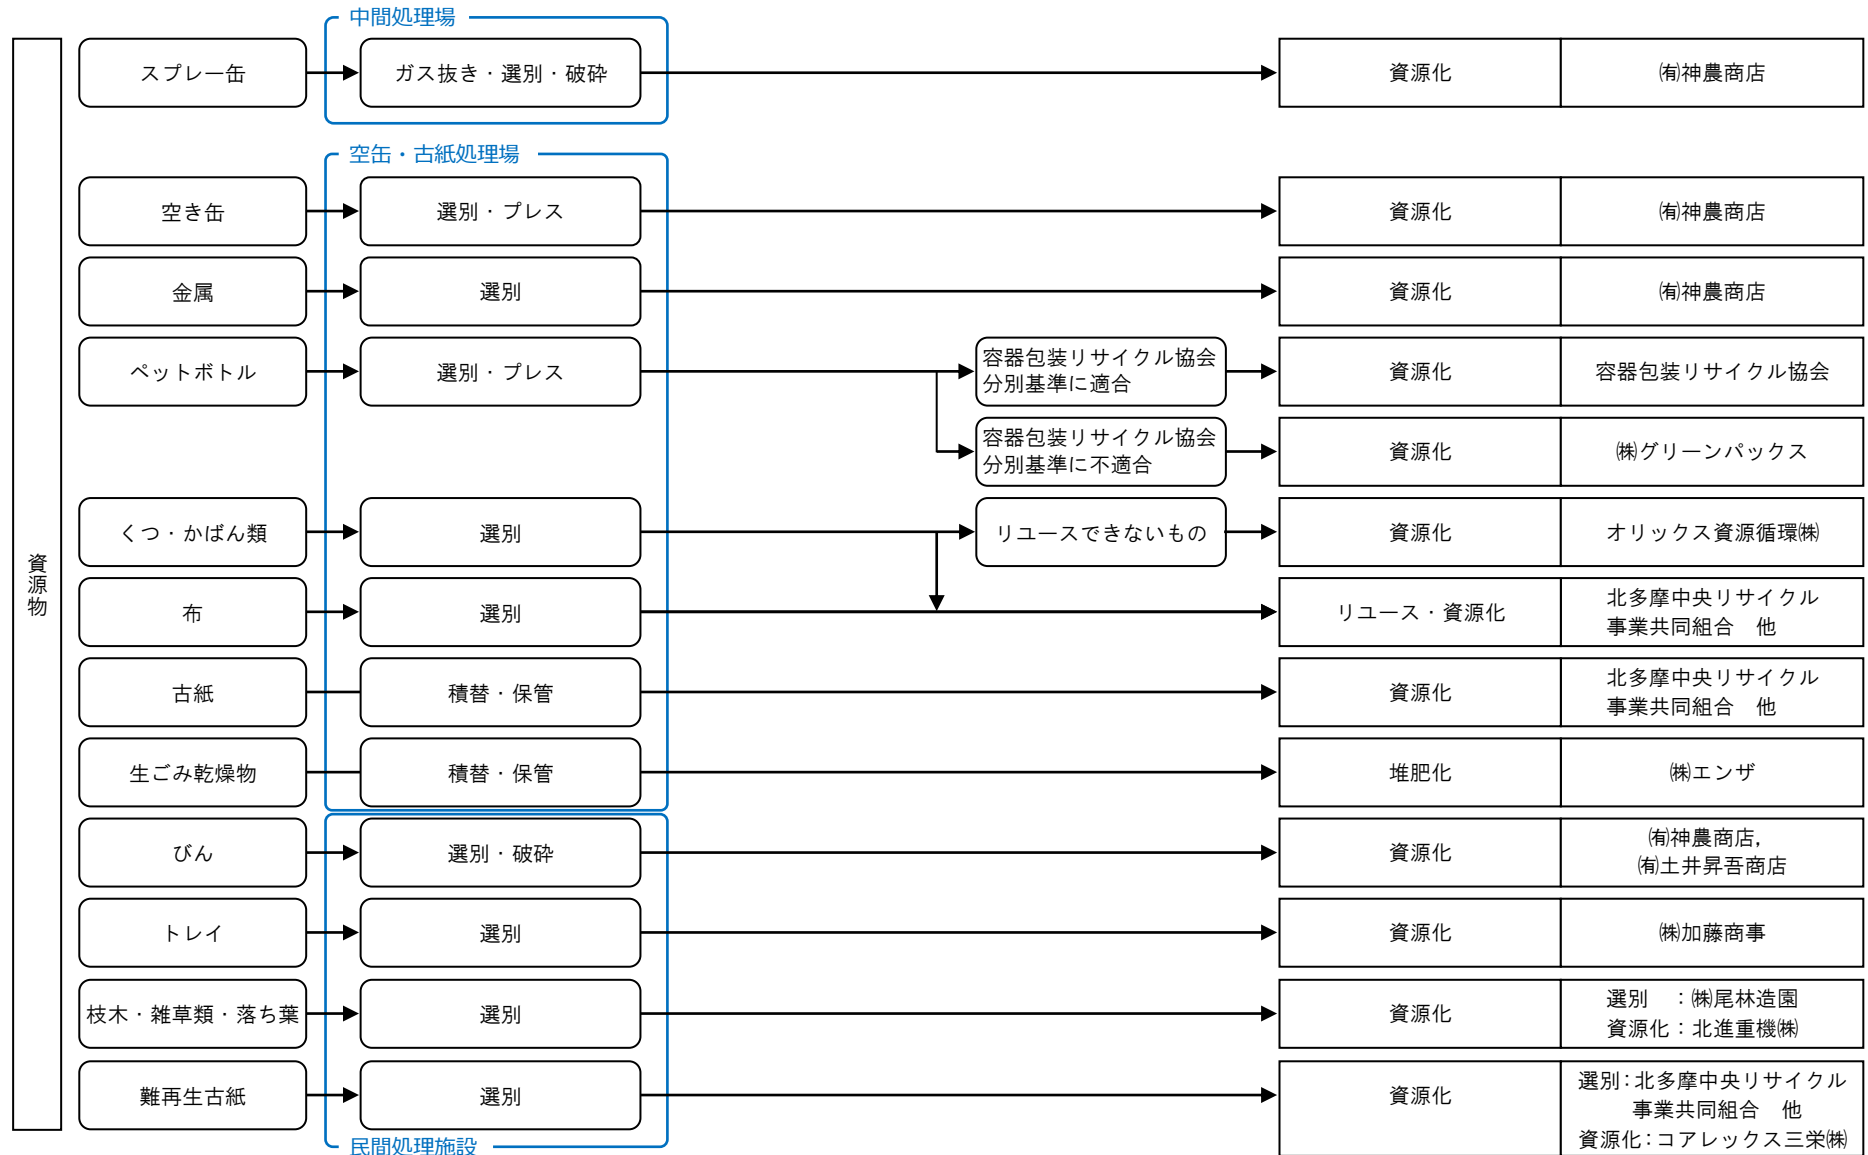 中間処理場
スプレー缶
ガス抜き・選別・破砕
資源化
㈲神農商店
空缶・古紙処理場
空き缶
選別・プレス
資源化
㈲神農商店
金属
選別
資源化
㈲神農商店
ペットボトル
選別・プレス
容器包装リサイクル協会
分別基準に適合
資源化
容器包装リサイクル協会
容器包装リサイクル協会
分別基準に不適合
資源化
㈱グリーンパックス
くつ・かばん類
選別
リユースできないもの
資源化
オリックス資源循環㈱
資源物
布
選別
リユース・資源化
北多摩中央リサイクル
事業共同組合　他
古紙
積替・保管
資源化
北多摩中央リサイクル
事業共同組合　他
生ごみ乾燥物
積替・保管
堆肥化
㈱エンザ
びん
選別・破砕
資源化
㈲神農商店,
㈲土井昇吾商店
トレイ
選別
資源化
㈱加藤商事
枝木・雑草類・落ち葉
選別
資源化
選別　：㈱尾林造園
資源化：北進重機㈱
難再生古紙
選別
資源化
選別：北多摩中央リサイクル
事業共同組合　他
資源化：コアレックス三栄㈱
民間処理施設